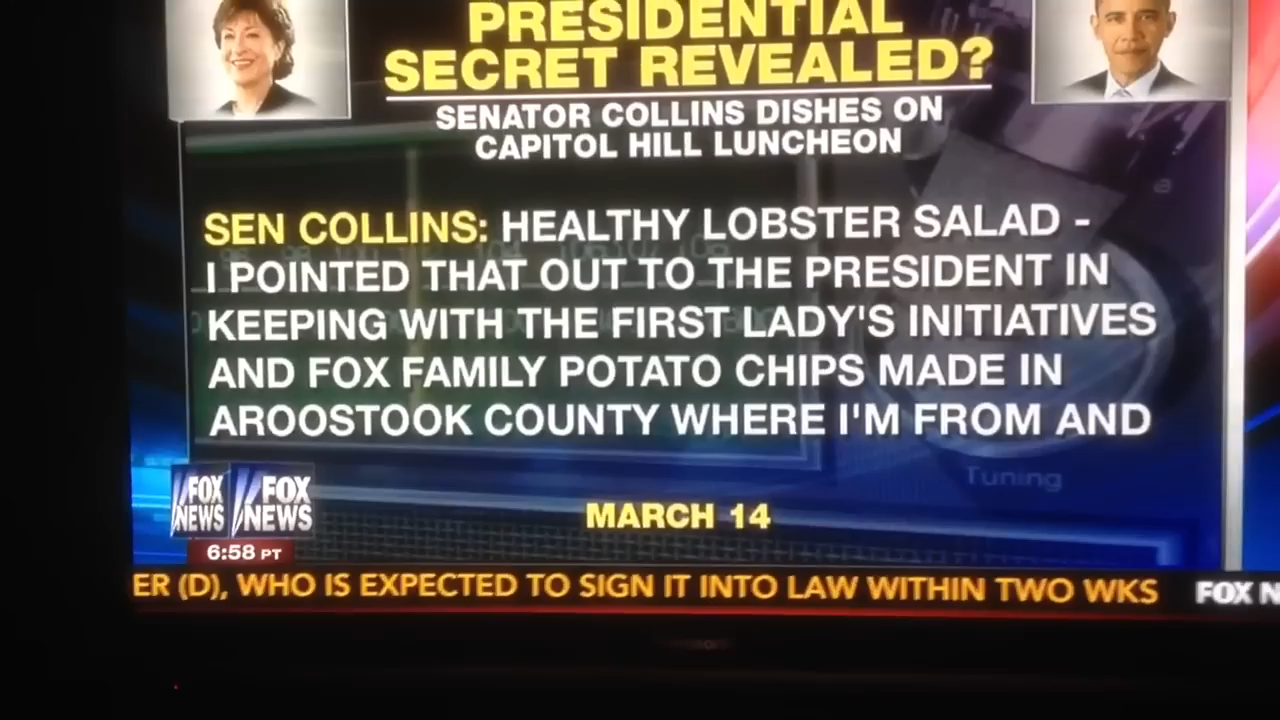 PRESIDENTIAL
SECRET REVEALED?
SENATOR COLLINS DISHES ON
CAPITOL HILL LUNCHEON
SEN COLLINS: HEALTHY LOBSTER SALAD -
I POINTED THAT OUT TO THE PRESIDENT IN
KEEPING WITH THE FIRST LADY'S INITIATIVES
AND FOX FAMILY POTATO CHIPS MADE IN
AROOSTOOK COUNTY WHERE I'M FROM AND
Tuning
FOX NEWS
FOX NEWS
MARCH 14
6:58 PT
ER (D), WHO IS EXPECTED TO SIGN IT INTO LAW WITHIN TWO WKS FOX N